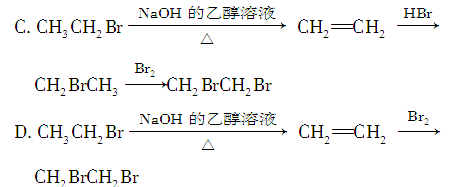 C. CH₃CH₂Br —NaOH 的乙醇溶液/△→ CH₂═CH₂ —HBr→
CH₂BrCH₃ —Br₂→ CH₂BrCH₂Br
D. CH₃CH₂Br —NaOH 的乙醇溶液/△→ CH₂═CH₂ —Br₂→
CH₂BrCH₂Br